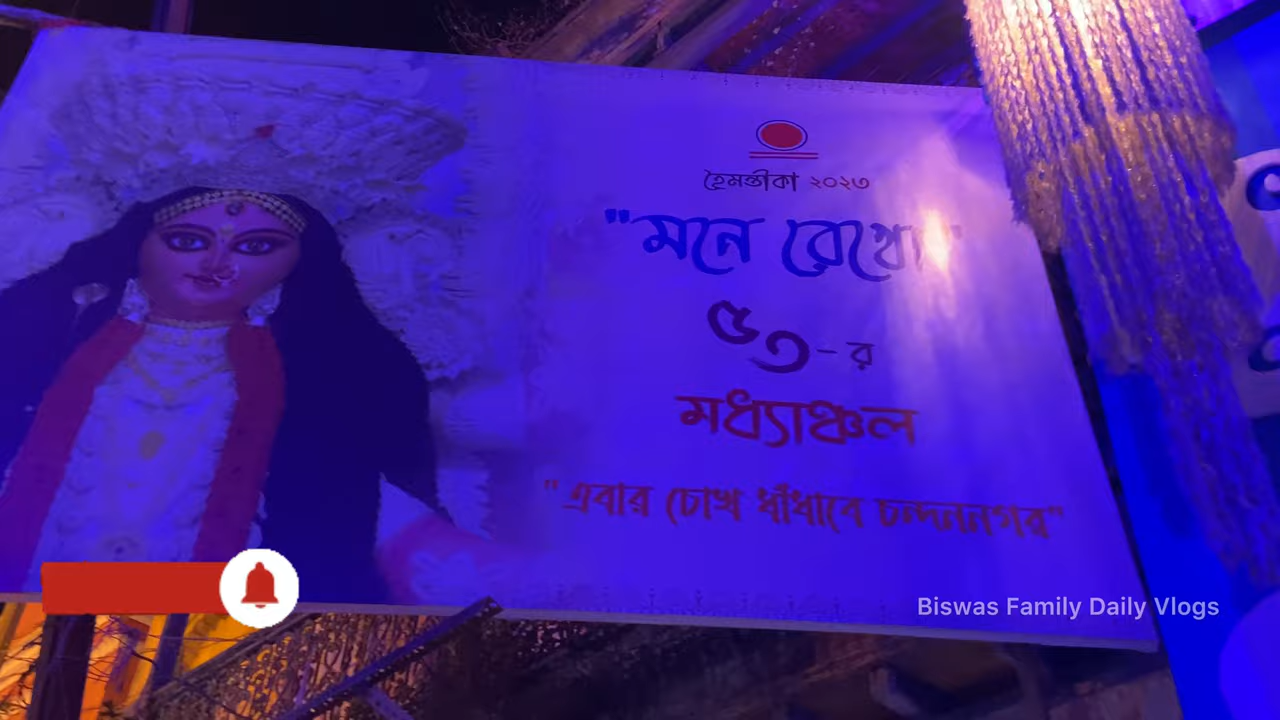 হৈমন্তীকা ২০২৩
"মনে রেখো"
৫৩-র
মধ্যাঞ্চল
"এবার চোখ ধাঁধাবে চন্দননগর"
Biswas Family Daily Vlogs